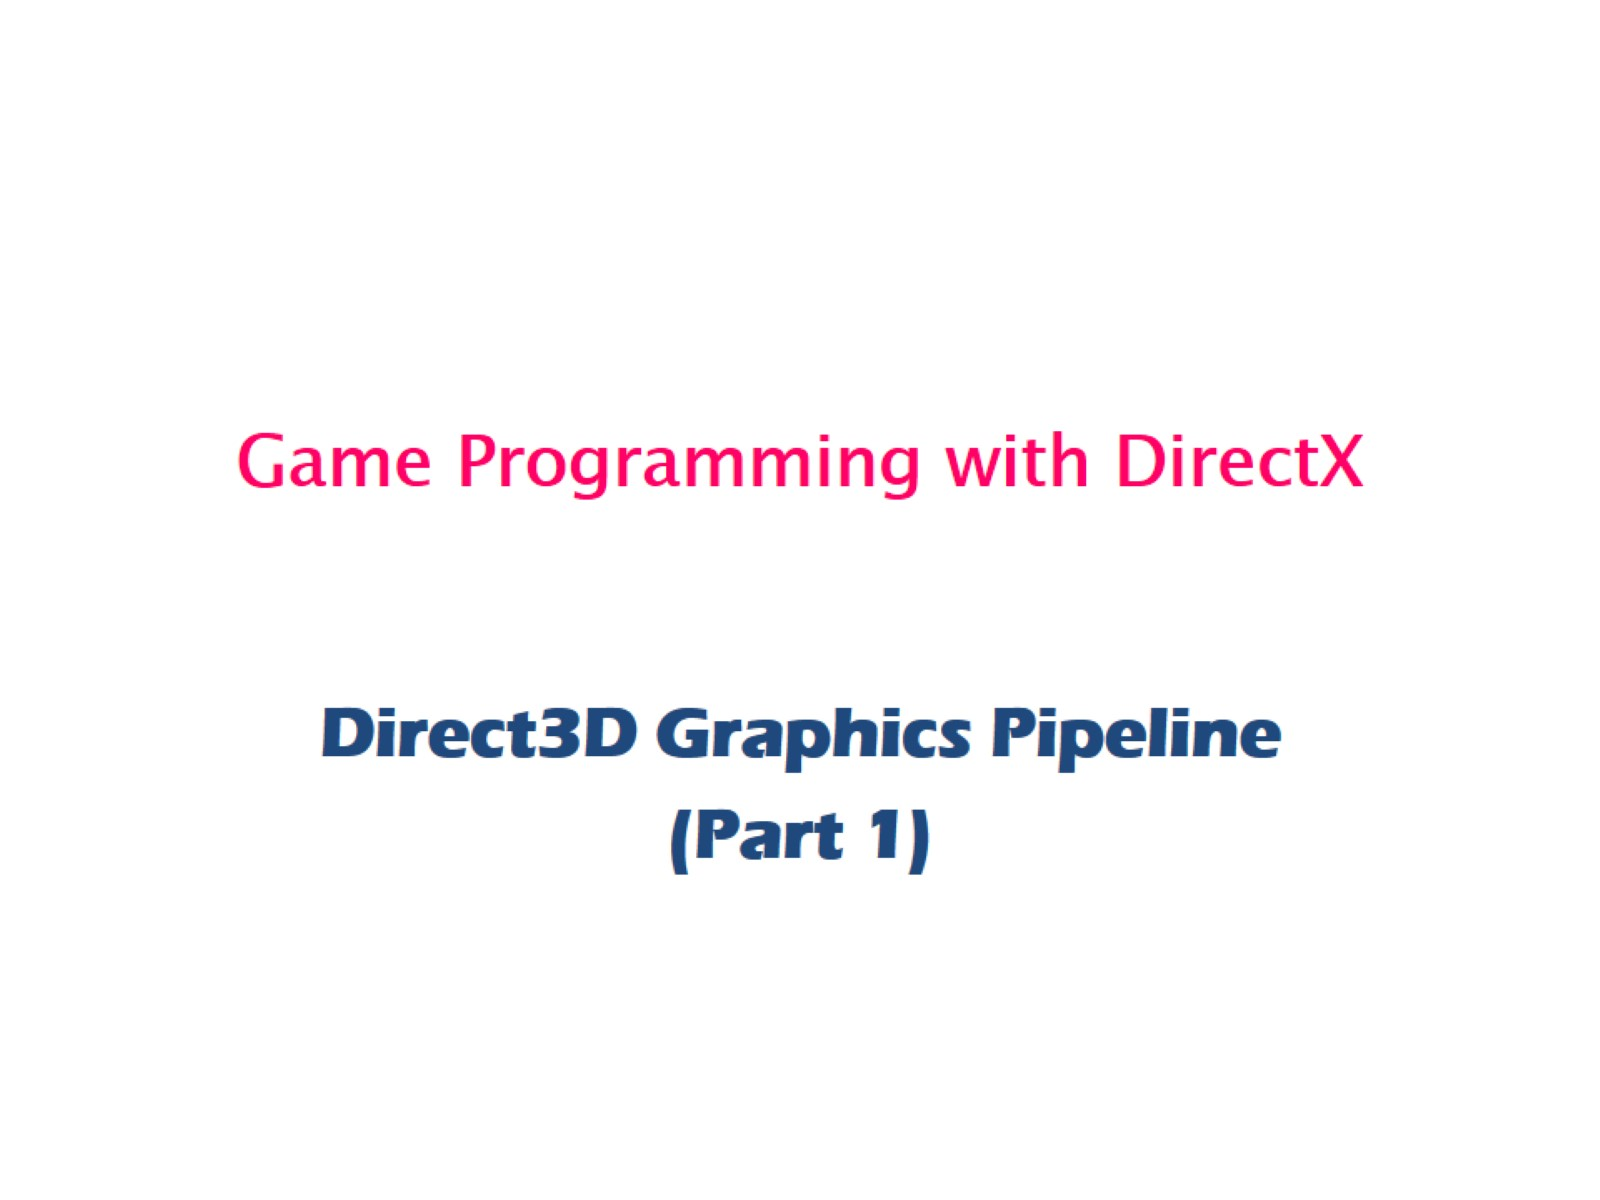 Game Programming with DirectX
Direct3D Graphics Pipeline
(Part 1)